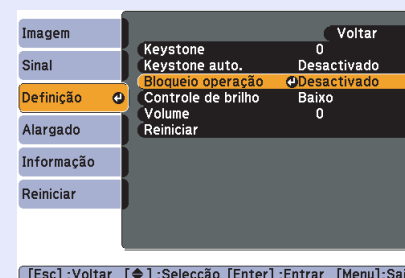 Imagem
Sinal
Definição
Alargado
Informação
Reiniciar
Voltar
Keystone 0
Keystone auto. Desactivado
Bloqueio operação Desactivado
Controle de brilho Baixo
Volume 0
Reiniciar
[Esc] :Voltar [ ] :Selecção [Enter] :Entrar [Menu] :Sai